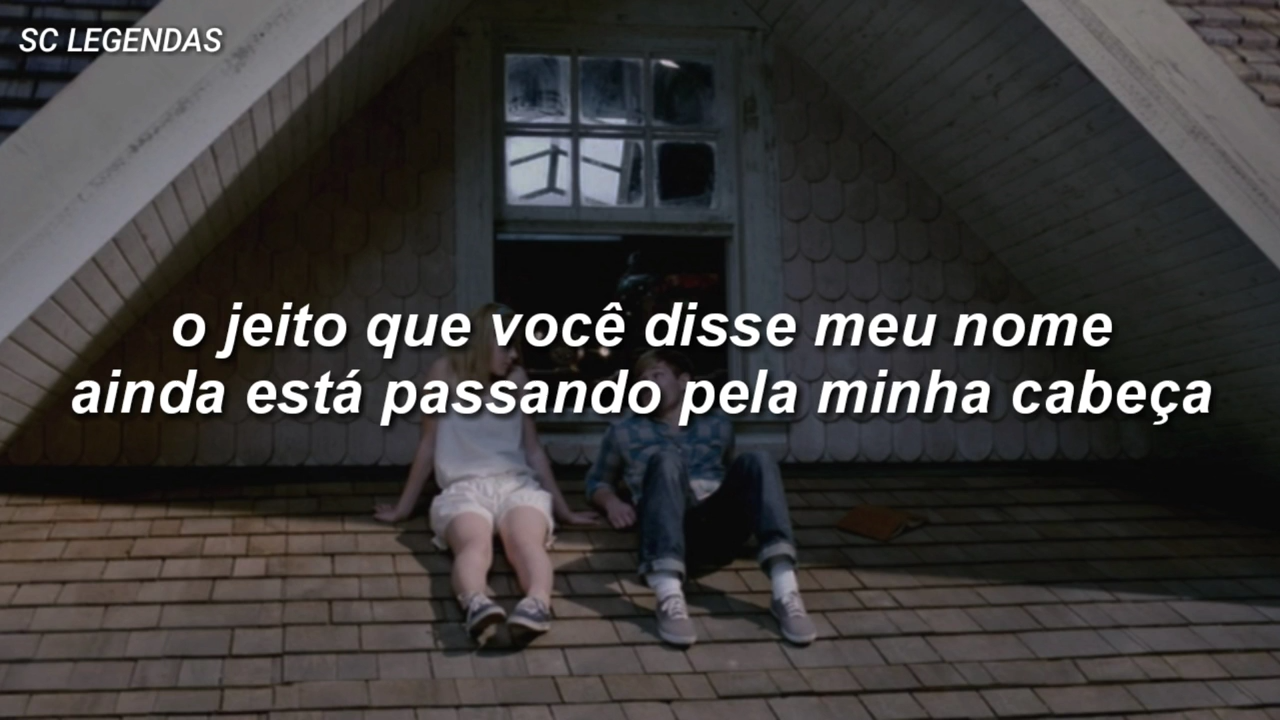 SC LEGENDAS
o jeito que você disse meu nome
ainda está passando pela minha cabeça